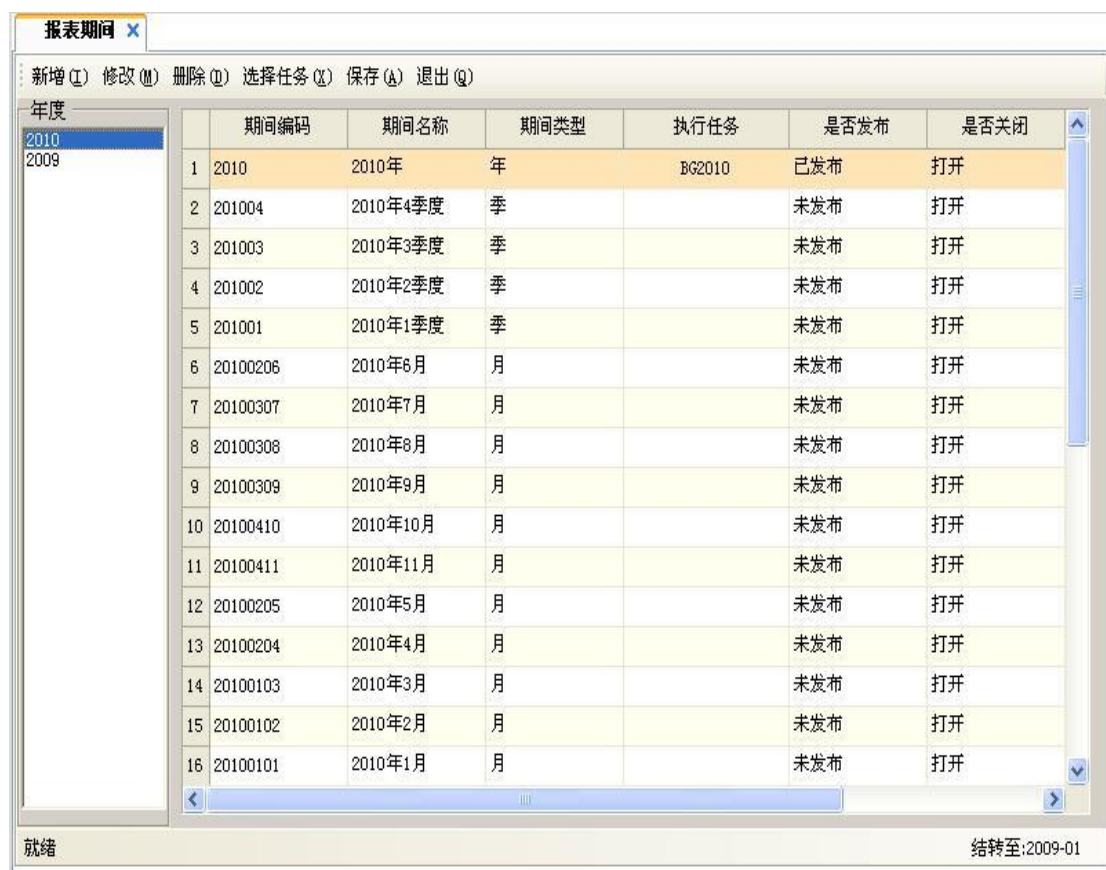 报表期间
新增(I) 修改(M) 删除(D) 选择任务(X) 保存(A) 退出(Q)
年度
2010
2009
期间编码 期间名称 期间类型 执行任务 是否发布 是否关闭
1 2010 2010年 年 BG2010 已发布 打开
2 201004 2010年4季度 季 未发布 打开
3 201003 2010年3季度 季 未发布 打开
4 201002 2010年2季度 季 未发布 打开
5 201001 2010年1季度 季 未发布 打开
6 20100206 2010年6月 月 未发布 打开
7 20100307 2010年7月 月 未发布 打开
8 20100308 2010年8月 月 未发布 打开
9 20100309 2010年9月 月 未发布 打开
10 20100410 2010年10月 月 未发布 打开
11 20100411 2010年11月 月 未发布 打开
12 20100205 2010年5月 月 未发布 打开
13 20100204 2010年4月 月 未发布 打开
14 20100103 2010年3月 月 未发布 打开
15 20100102 2010年2月 月 未发布 打开
16 20100101 2010年1月 月 未发布 打开
就绪 结转至:2009-01